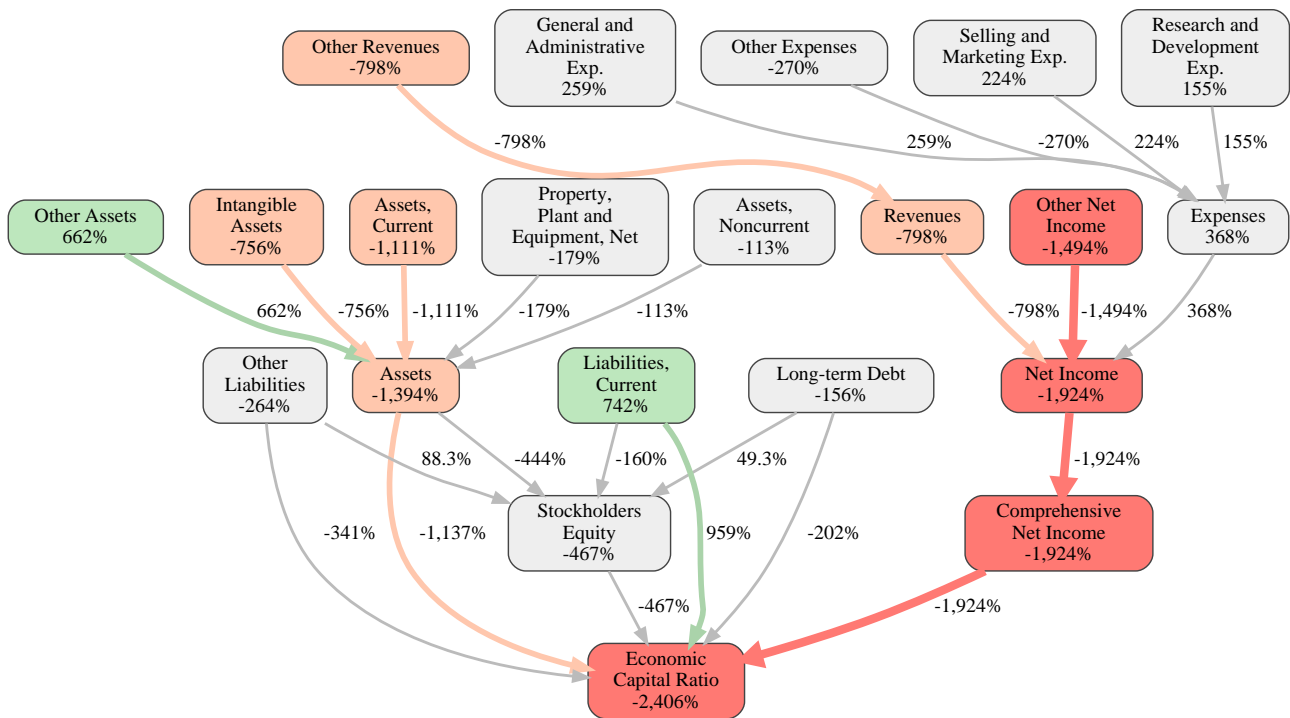 Other Revenues
-798%
General and
Administrative
Exp.
259%
Other Expenses
-270%
Selling and
Marketing Exp.
224%
Research and
Development
Exp.
155%
-798%
259%
-270%
224%
155%
Other Assets
662%
Intangible
Assets
-756%
Assets,
Current
-1,111%
Property,
Plant and
Equipment, Net
-179%
Assets,
Noncurrent
-113%
Revenues
-798%
Other Net
Income
-1,494%
Expenses
368%
662%
-756%
-1,111%
-179%
-113%
-798%
-1,494%
368%
Other
Liabilities
-264%
Assets
-1,394%
Liabilities,
Current
742%
Long-term Debt
-156%
Net Income
-1,924%
88.3%
-444%
-160%
49.3%
-1,924%
-341%
-1,137%
Stockholders
Equity
-467%
959%
-202%
Comprehensive
Net Income
-1,924%
-467%
-1,924%
Economic
Capital Ratio
-2,406%